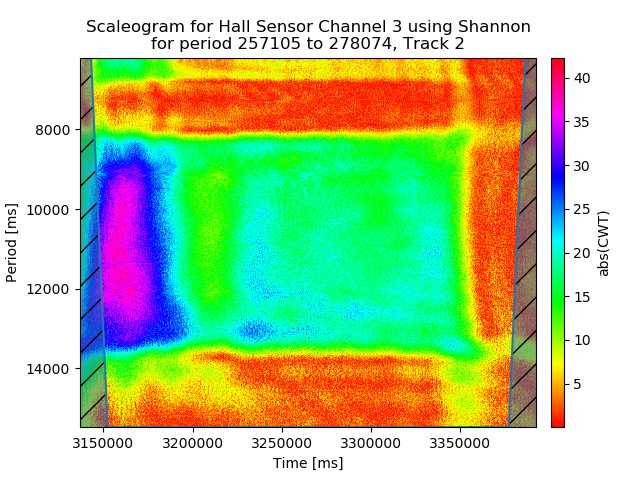 Scaleogram for Hall Sensor Channel 3 using Shannon
for period 257105 to 278074, Track 2
8000
10000
12000
14000
Period [ms]
3150000 3200000 3250000 3300000 3350000
Time [ms]
40
35
30
25
20
15
10
5
abs(CWT)